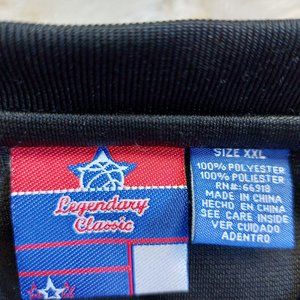 Legendary
Classic
SIZE XXL
100% POLYESTER
100% POLIESTER
RN#: 66918
MADE IN CHINA
HECHO EN CHINA
SEE CARE INSIDE
VER CUIDADO
ADENTRO